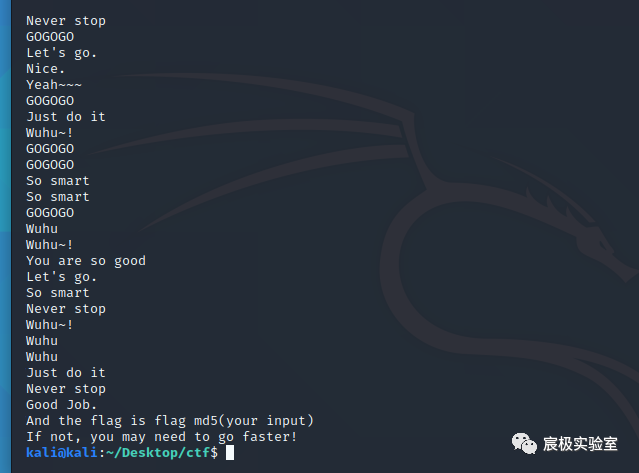 Never stop
GOGOGO
Let's go.
Nice.
Yeah~~~
GOGOGO
Just do it
Wuhu~!
GOGOGO
GOGOGO
So smart
So smart
GOGOGO
Wuhu
Wuhu~!
You are so good
Let's go.
So smart
Never stop
Wuhu~!
Wuhu
Wuhu
Just do it
Never stop
Good Job.
And the flag is flag md5(your input)
If not, you may need to go faster!
kali@kali:~/Desktop/ctf$
宸极实验室